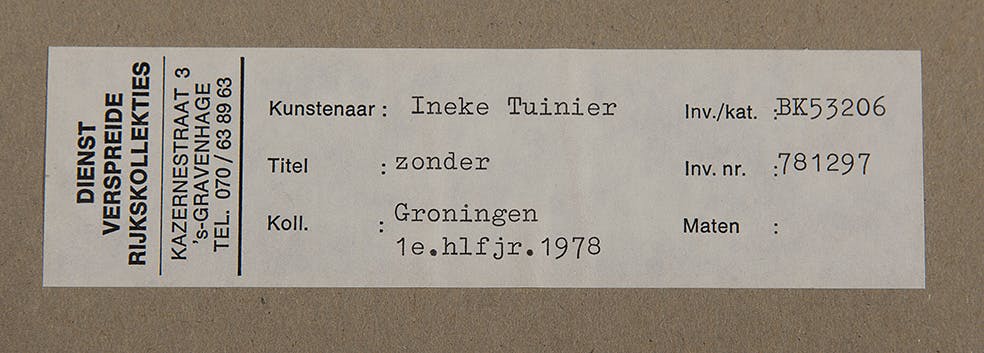 DIENST
VERSPREIDE
RIJKSKOLLEKTIES
KAZERNESTRAAT 3
's-GRAVENHAGE
TEL. 070/63 89 63
Kunstenaar : Ineke Tuinier
Titel : zonder
Koll. : Groningen
1e.hlfjr.1978
Inv./kat. :BK53206
Inv. nr. :781297
Maten :